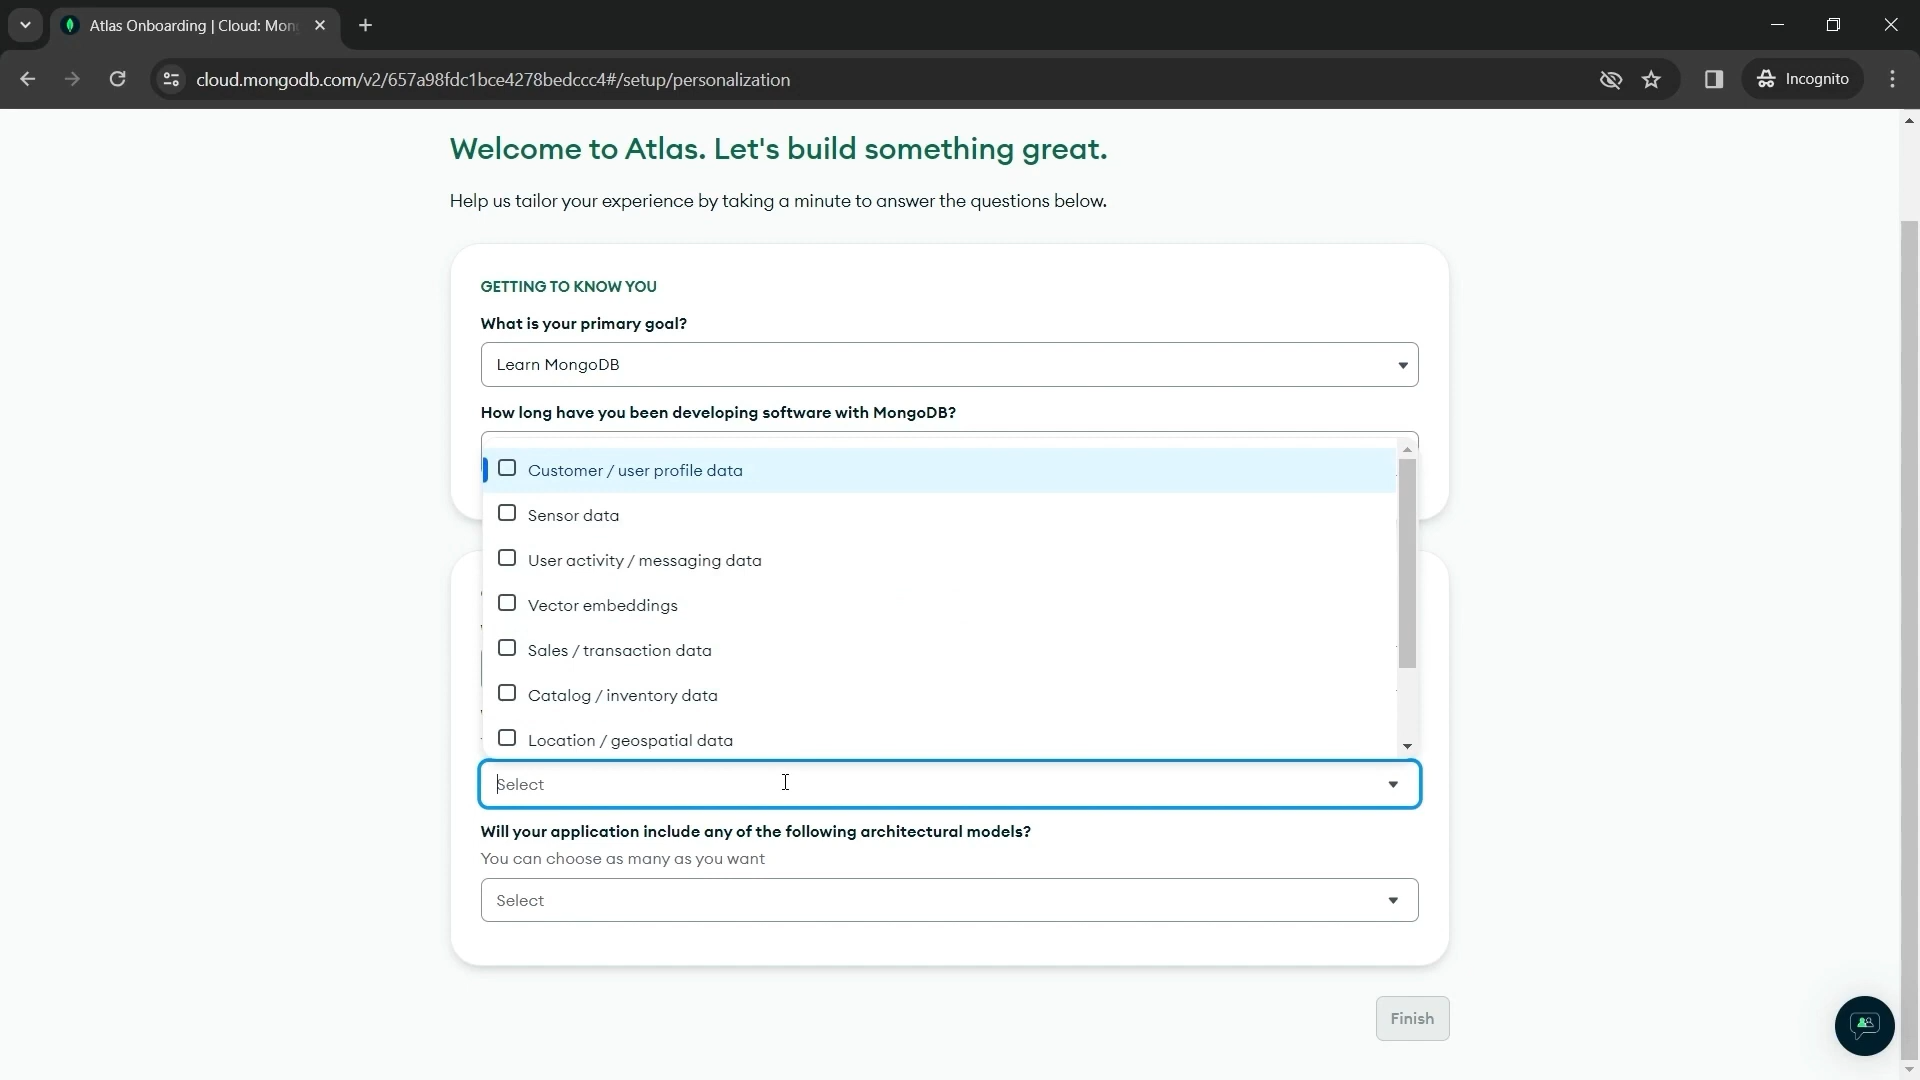 Atlas Onboarding | Cloud: Mon
cloud.mongodb.com/v2/657a98fdc1bce4278bedccc4#/setup/personalization
Incognito
Welcome to Atlas. Let's build something great.
Help us tailor your experience by taking a minute to answer the questions below.
GETTING TO KNOW YOU
What is your primary goal?
Learn MongoDB
How long have you been developing software with MongoDB?
Customer / user profile data
Sensor data
User activity / messaging data
Vector embeddings
Sales / transaction data
Catalog / inventory data
Location / geospatial data
Select
Will your application include any of the following architectural models?
You can choose as many as you want
Select
Finish